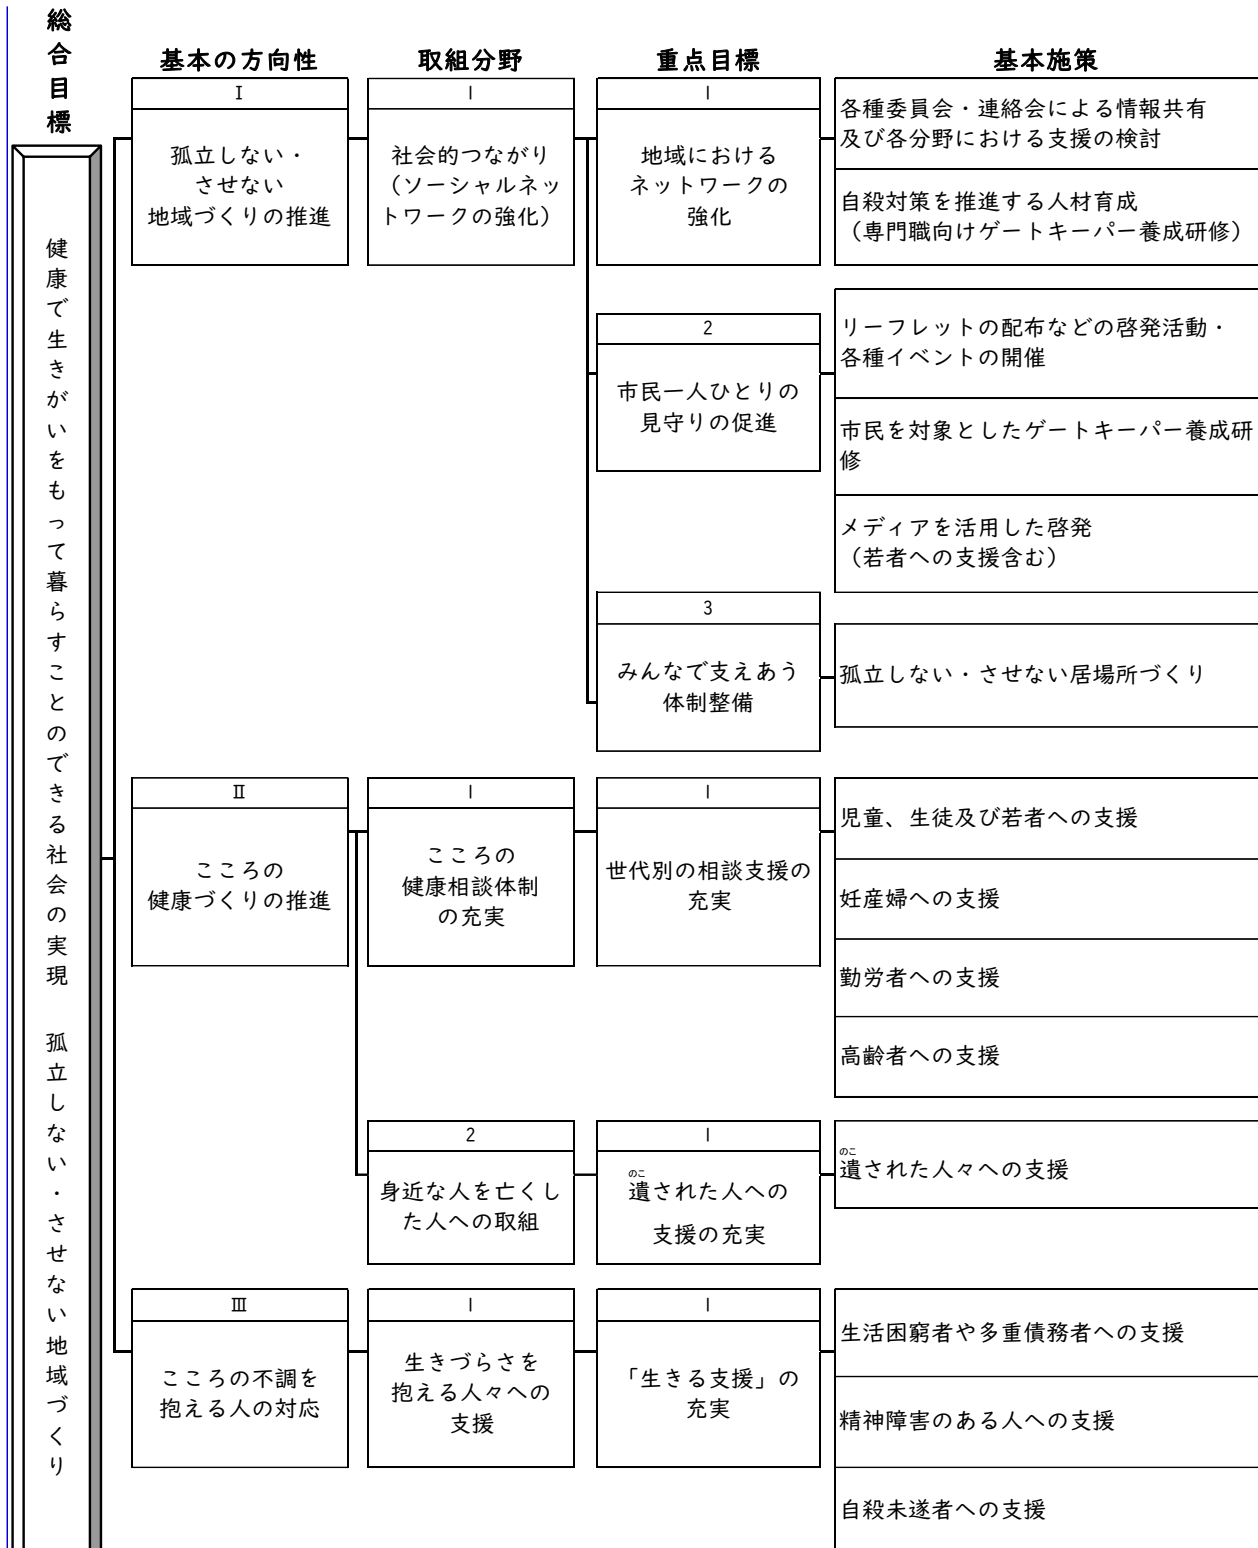 総合目標
基本の方向性
取組分野
重点目標
基本施策
健康で生きがいをもって暮らすことのできる社会の実現　孤立しない・させない地域づくり
Ⅰ
孤立しない・
させない
地域づくりの推進
1
社会的つながり
（ソーシャルネッ
トワークの強化）
1
地域における
ネットワークの
強化
各種委員会・連絡会による情報共有
及び各分野における支援の検討
自殺対策を推進する人材育成
（専門職向けゲートキーパー養成研修）
2
市民一人ひとりの
見守りの促進
リーフレットの配布などの啓発活動・
各種イベントの開催
市民を対象としたゲートキーパー養成研
修
メディアを活用した啓発
（若者への支援含む）
3
みんなで支えあう
体制整備
孤立しない・させない居場所づくり
Ⅱ
こころの
健康づくりの推進
1
こころの
健康相談体制
の充実
1
世代別の相談支援の
充実
児童、生徒及び若者への支援
妊産婦への支援
勤労者への支援
高齢者への支援
2
身近な人を亡くし
た人への取組
1
のこ
遺された人への
支援の充実
のこ
遺された人々への支援
Ⅲ
こころの不調を
抱える人の対応
1
生きづらさを
抱える人々への
支援
1
「生きる支援」の
充実
生活困窮者や多重債務者への支援
精神障害のある人への支援
自殺未遂者への支援